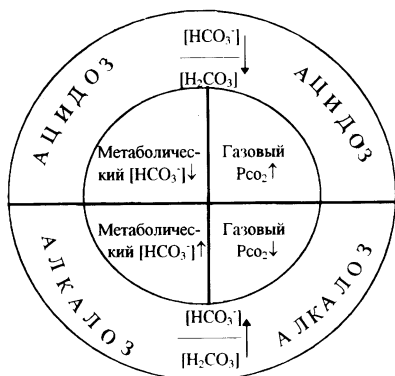 [HCO₃⁻]↓
[H₂CO₃]
АЦИДОЗ
АЦИДОЗ
Метаболичес-
кий [HCO₃⁻]↓
Газовый
Pco₂↑
Метаболичес-
кий [HCO₃⁻]↑
Газовый
Pco₂↓
АЛКАЛОЗ
АЛКАЛОЗ
[HCO₃⁻]↑
[H₂CO₃]